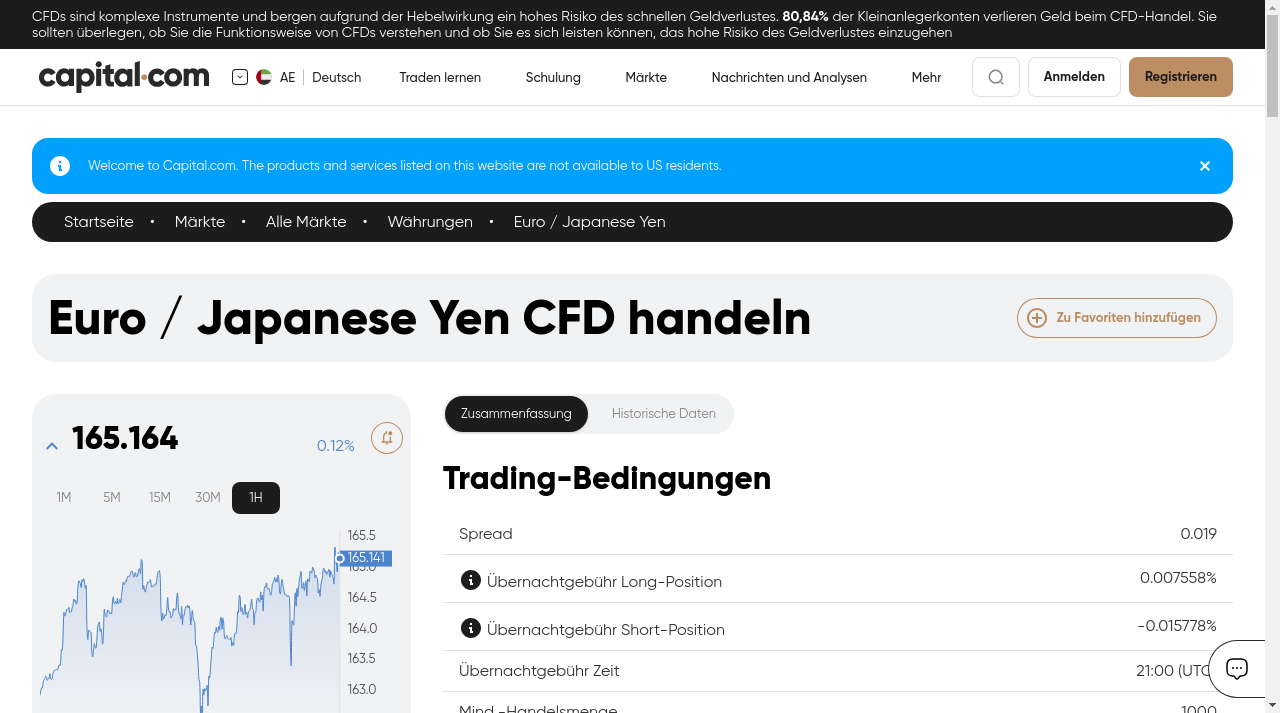 CFDs sind komplexe Instrumente und bergen aufgrund der Hebelwirkung ein hohes Risiko des schnellen Geldverlustes. 80,84% der Kleinanlegerkonten verlieren Geld beim CFD-Handel. Sie
sollten überlegen, ob Sie die Funktionsweise von CFDs verstehen und ob Sie es sich leisten können, das hohe Risiko des Geldverlustes einzugehen
capital.com AE Deutsch Traden lernen Schulung Märkte Nachrichten und Analysen Mehr Anmelden Registrieren
Welcome to Capital.com. The products and services listed on this website are not available to US residents.
Startseite • Märkte • Alle Märkte • Währungen • Euro / Japanese Yen
Euro / Japanese Yen CFD handeln
Zu Favoriten hinzufügen
165.164
0.12%
1M 5M 15M 30M 1H
165.5
165.141
165.0
164.5
164.0
163.5
163.0
Zusammenfassung Historische Daten
Trading-Bedingungen
Spread 0.019
Übernachtgebühr Long-Position 0.007558%
Übernachtgebühr Short-Position -0.015778%
Übernachtgebühr Zeit 21:00 (UTC
Mind.-Handelsmenge 1000